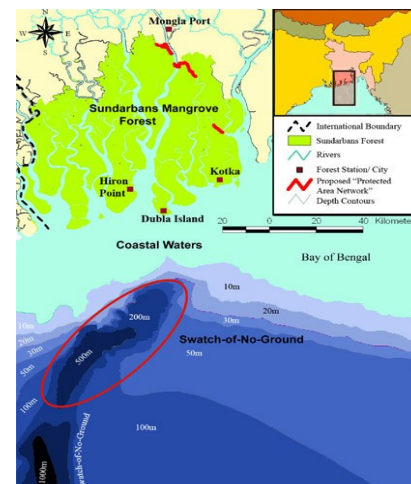 Mongla Port
N
W
E
S
Sundarbans Mangrove
Forest
Hiron
Point
Kotka
Dubla Island
International Boundary
Sundarbans Forest
Rivers
Forest Station/ City
Proposed "Protected
Area Network"
Depth Contours
20
0
20
40 Kilomete
Coastal Waters
Bay of Bengal
10m
20m
30m
50m
200m
Swatch-of-No-Ground
500m
10m
20m
30m
50m
100m
100m
Swatch-of-No-Ground
1000m